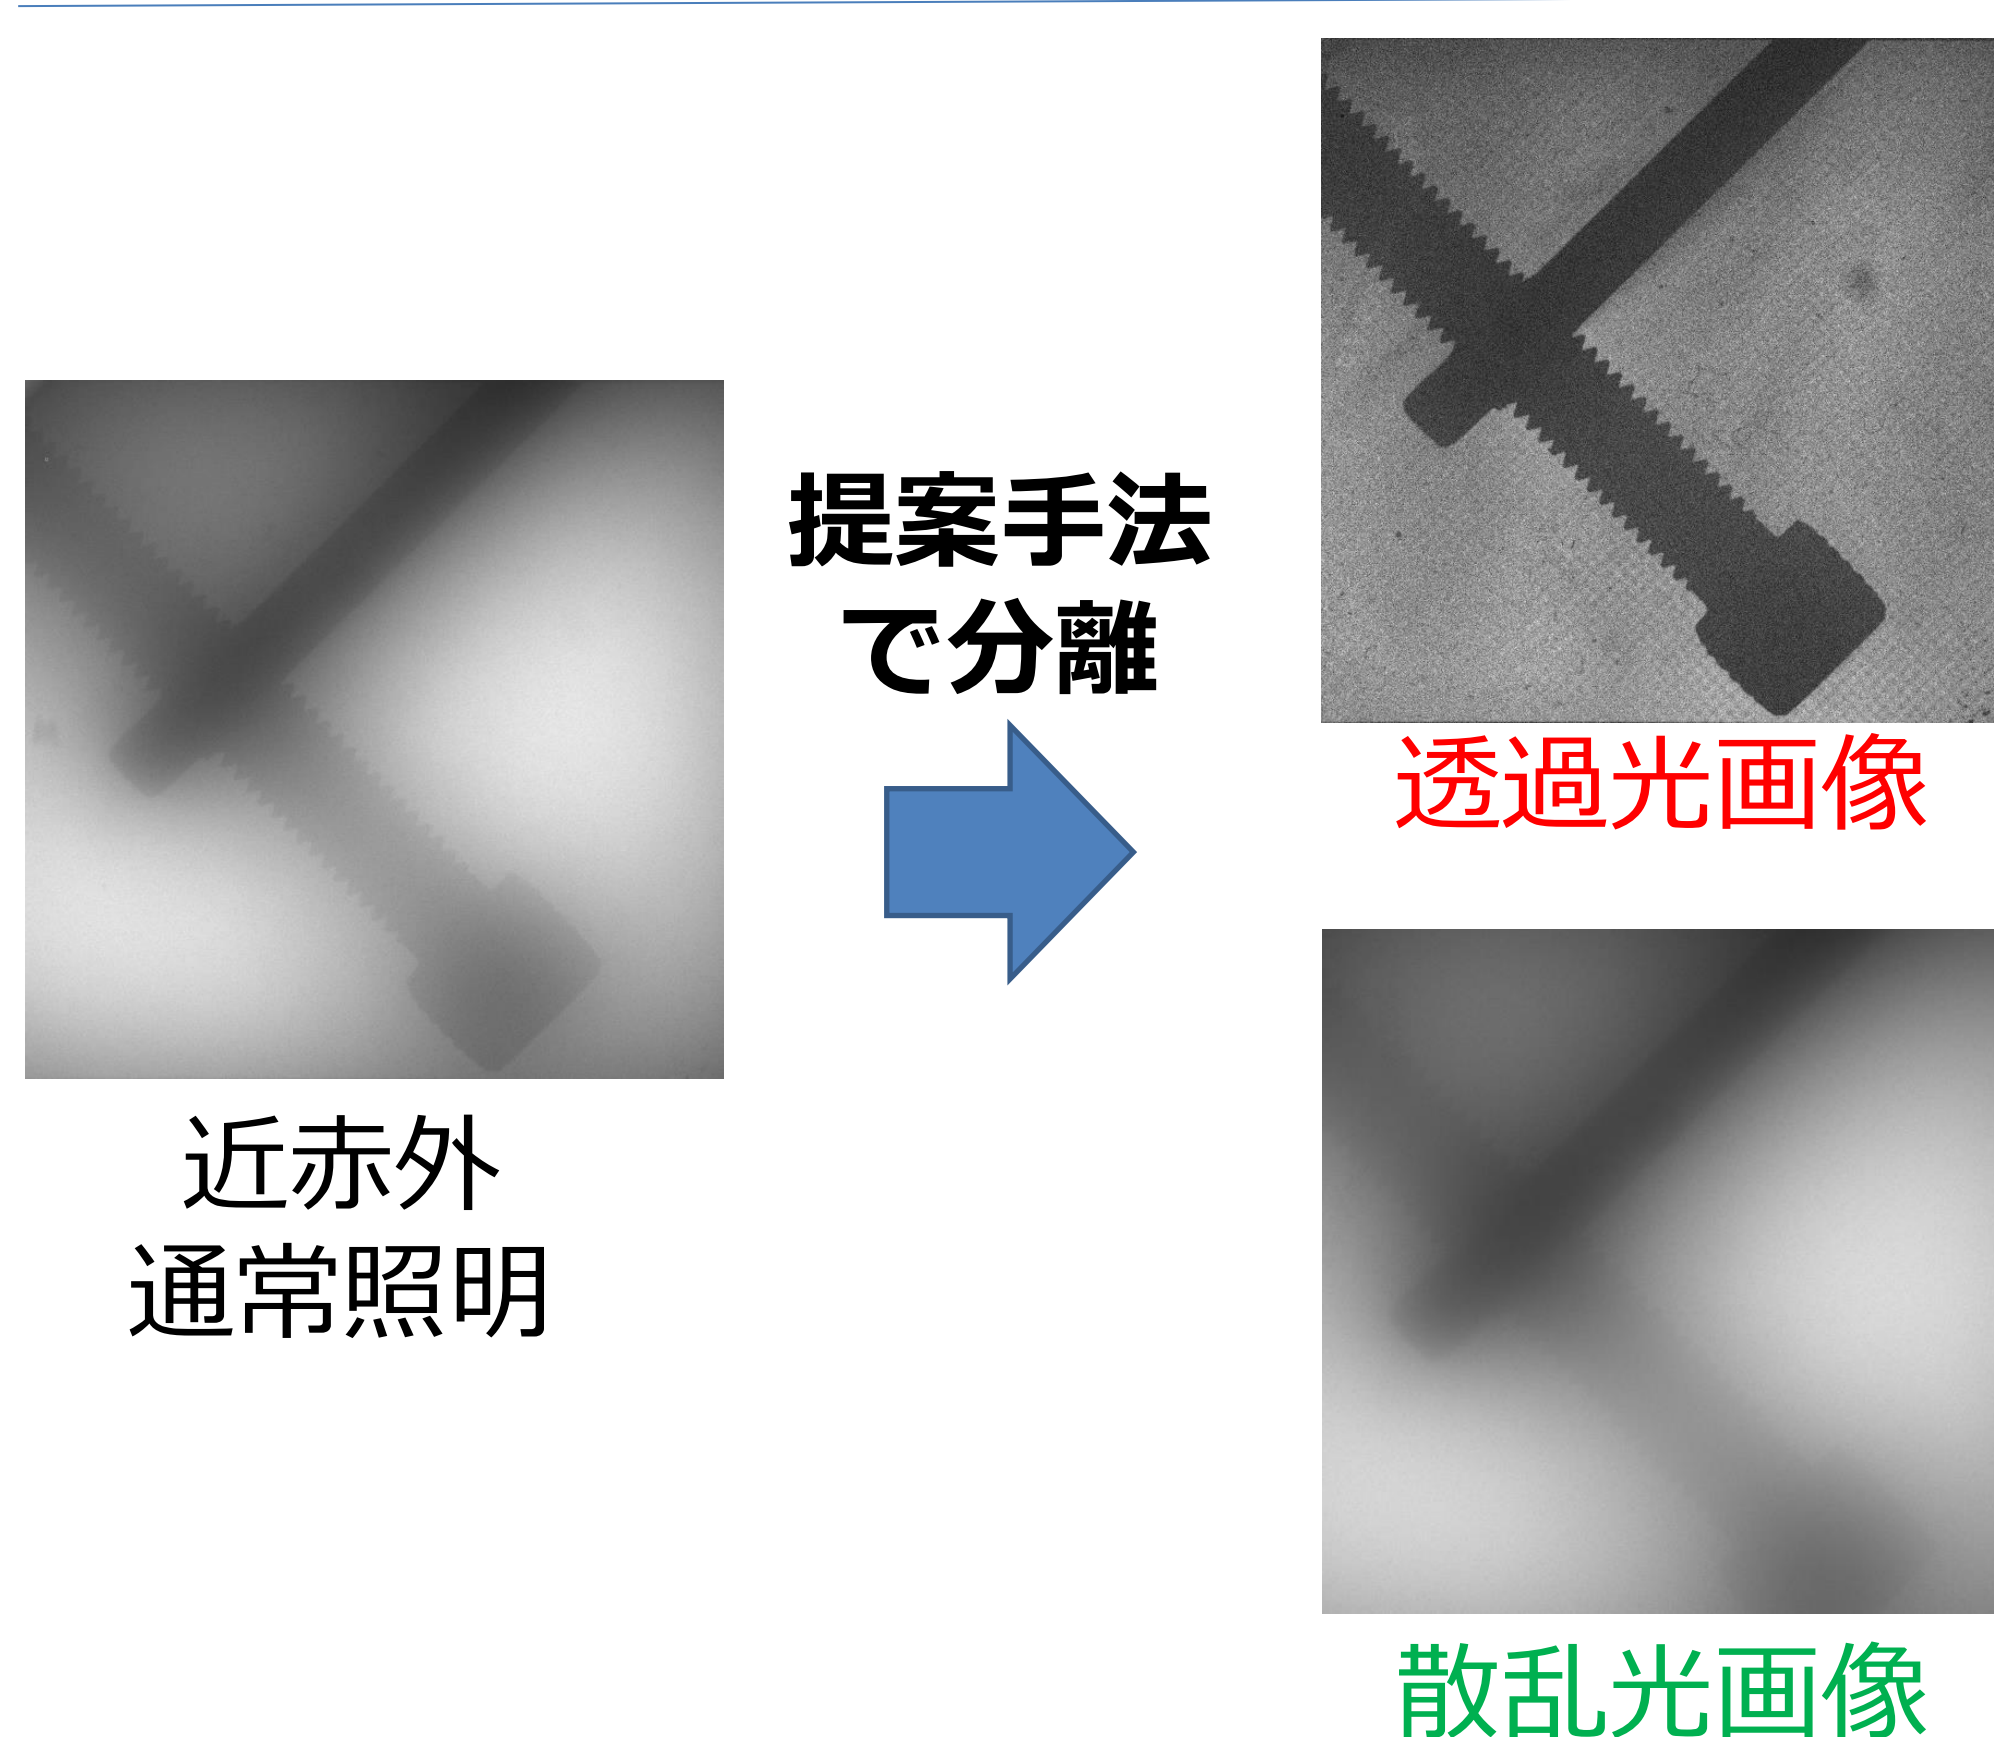 提案手法
で分離
透過光画像
近赤外
通常照明
散乱光画像